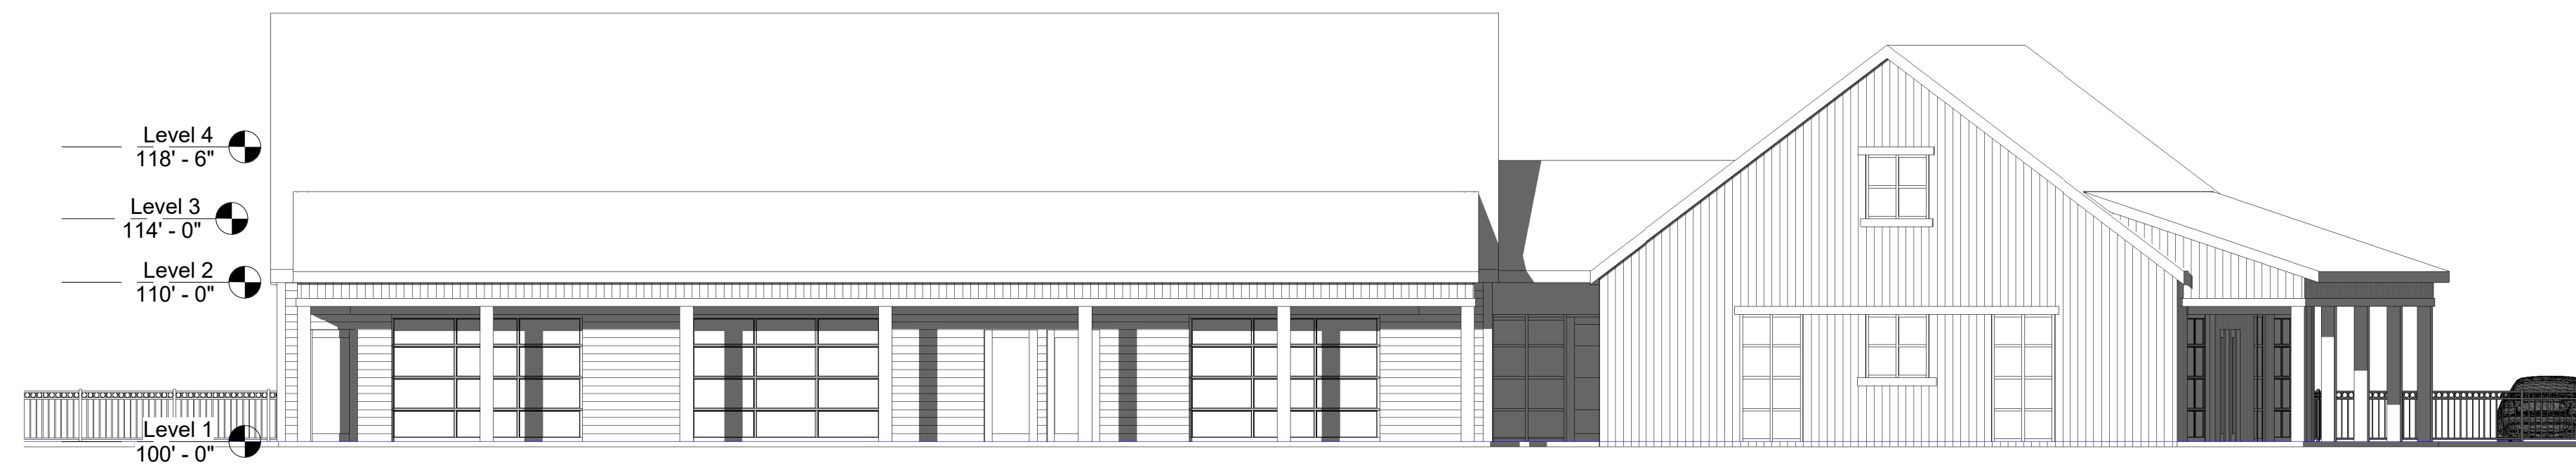 Level 4
118' - 6"
Level 3
114' - 0"
Level 2
110' - 0"
Level 1
100' - 0"